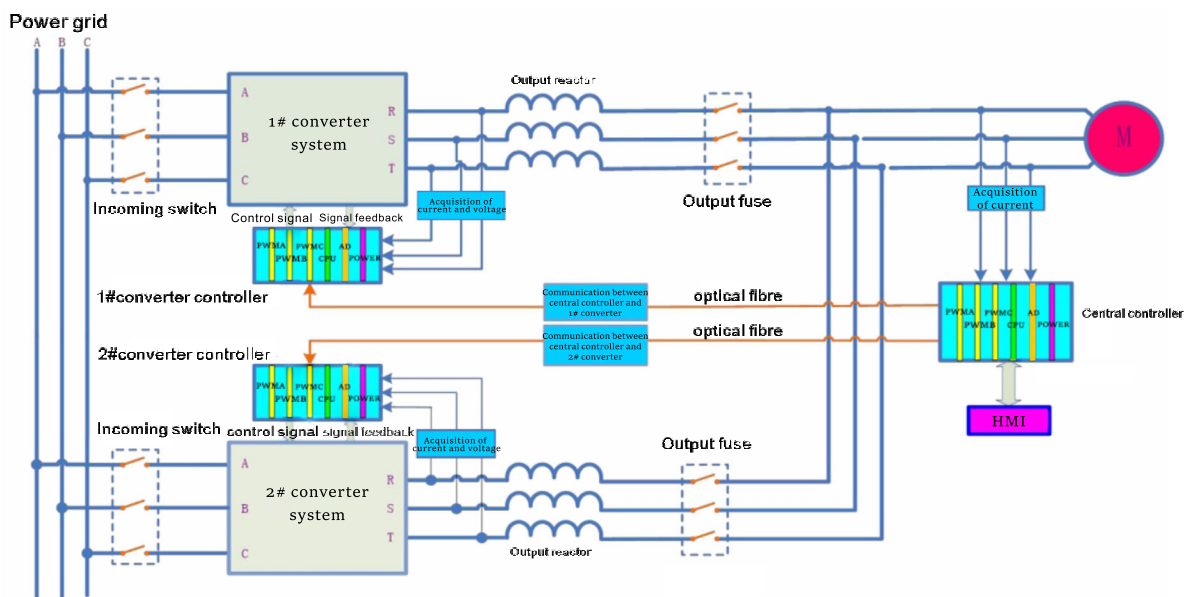 Power grid
A B C
Output reactor
A
R
1# converter
system
B
S
C
T
M
Incoming switch
Output fuse
Acquisition of
current and voltage
Acquisition
of current
Control signal Signal feedback
PWMA PWMC AD
PWMB CPU POWER
1#converter controller
Communication between
central controller and
1# converter
optical fibre
PWMA PWMC AD
PWMB CPU POWER
Central controller
optical fibre
Communication between
central controller and
2# converter
2#converter controller
PWMA PWMC AD
PWMB CPU POWER
HMI
Incoming switch control signal signal feedback
Acquisition of
current and voltage
Output fuse
A
R
2# converter
system
B
S
C
T
Output reactor